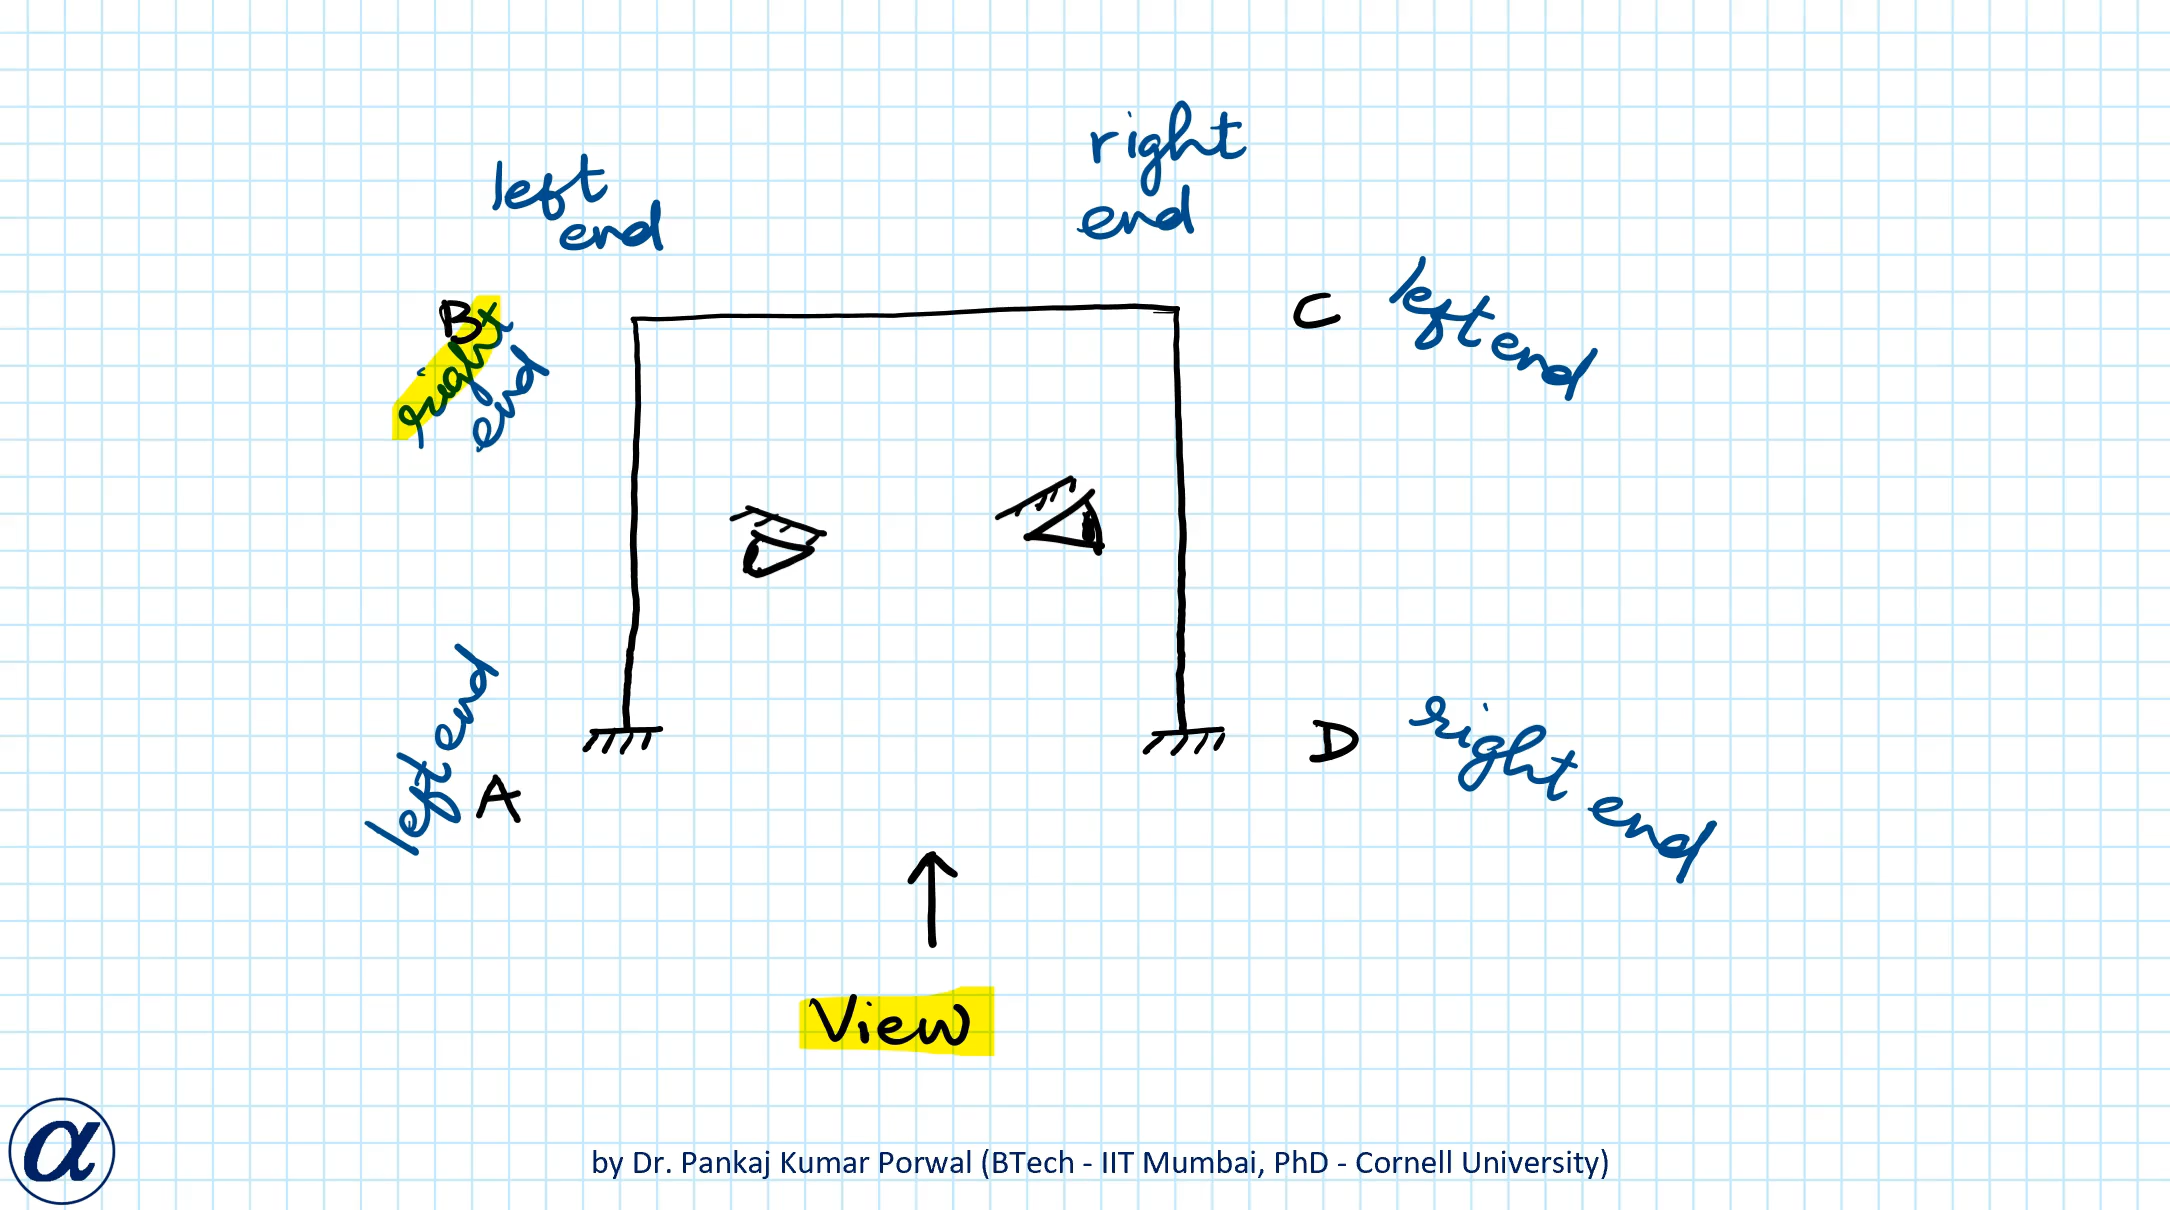 left
end
right
end
B
right
end
C
left end
left end
A
D
right end
View
α
by Dr. Pankaj Kumar Porwal (BTech - IIT Mumbai, PhD - Cornell University)